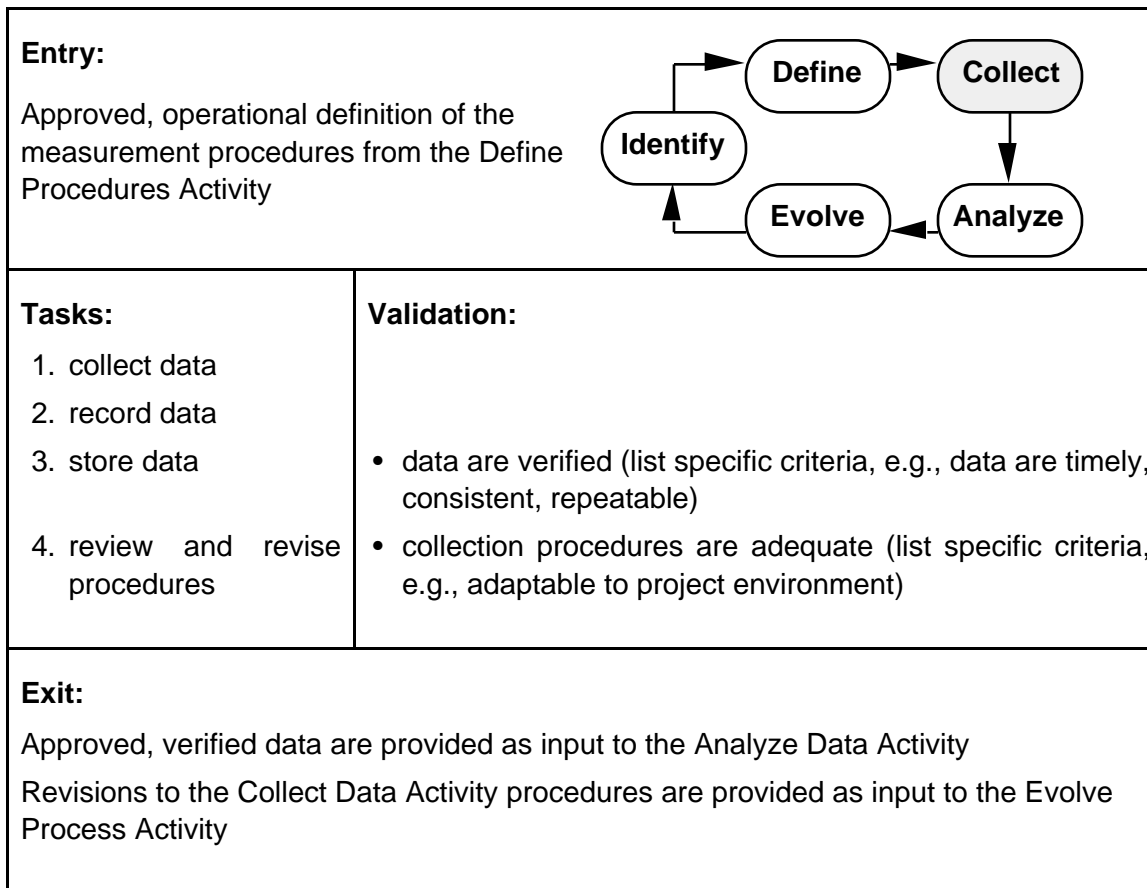 Entry:
Approved, operational definition of the
measurement procedures from the Define
Procedures Activity
Define
Collect
Identify
Evolve
Analyze
Tasks:
1. collect data
2. record data
3. store data
4. review and revise
procedures
Validation:
• data are verified (list specific criteria, e.g., data are timely,
consistent, repeatable)
• collection procedures are adequate (list specific criteria,
e.g., adaptable to project environment)
Exit:
Approved, verified data are provided as input to the Analyze Data Activity
Revisions to the Collect Data Activity procedures are provided as input to the Evolve
Process Activity